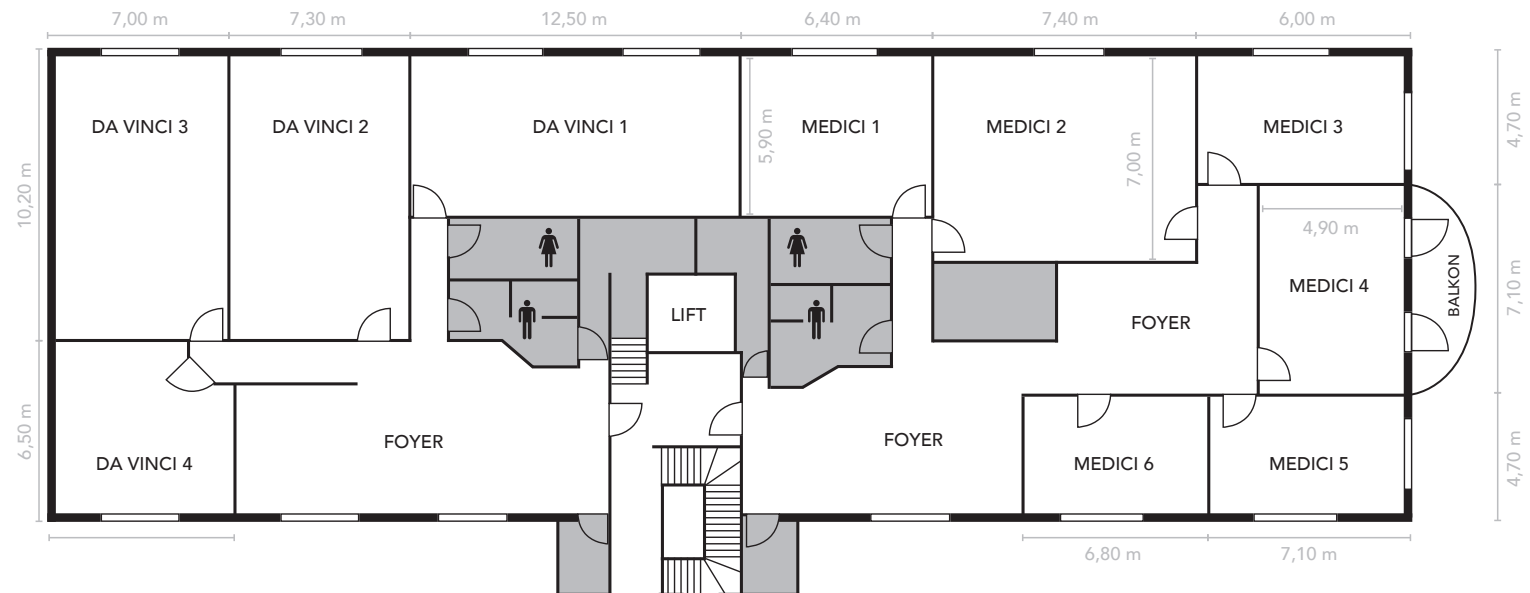 7,00 m
7,30 m
12,50 m
6,40 m
7,40 m
6,00 m
DA VINCI 3
DA VINCI 2
DA VINCI 1
5,90 m
MEDICI 1
MEDICI 2
7,00 m
MEDICI 3
4,70 m
10,20 m
4,90 m
MEDICI 4
BALKON
7,10 m
LIFT
FOYER
6,50 m
DA VINCI 4
FOYER
FOYER
MEDICI 6
MEDICI 5
4,70 m
6,80 m
7,10 m